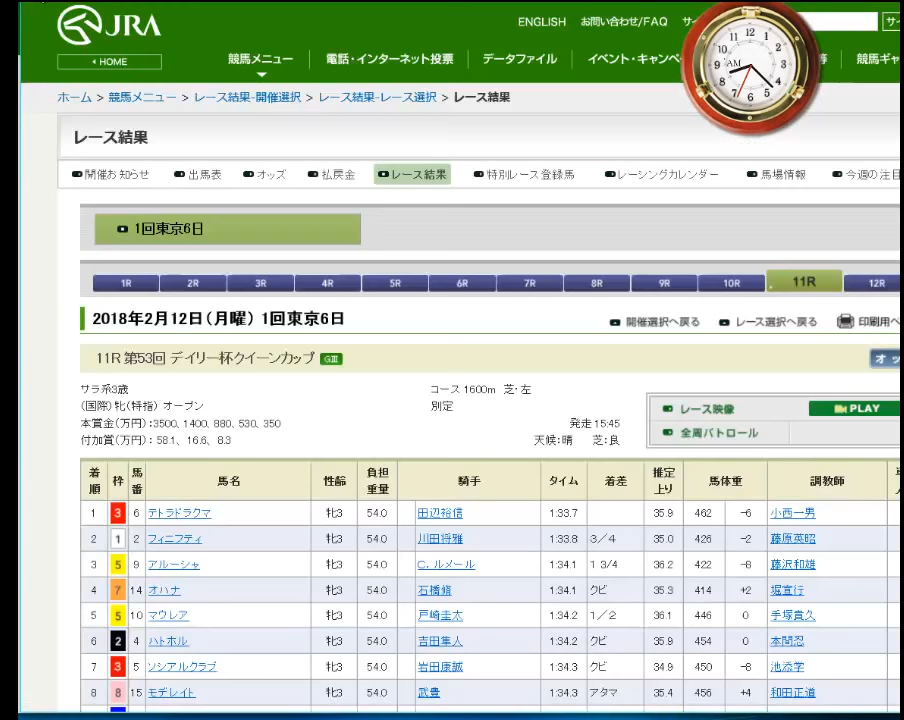 JRA
ENGLISH お問い合わせ/FAQ サイ
◂HOME
競馬メニュー 電話・インターネット投票 データファイル イベント・キャンペ 競馬ギャ
12 1 2 3 4 5 6 7 8 9 10 11
AM
ホーム > 競馬メニュー > レース結果-開催選択 > レース結果-レース選択 > レース結果
レース結果
開催お知らせ 出馬表 オッズ 払戻金 レース結果 特別レース登録馬 レーシングカレンダー 馬場情報 今週の注目
1回東京6日
1R 2R 3R 4R 5R 6R 7R 8R 9R 10R 11R 12R
2018年2月12日(月曜) 1回東京6日
開催選択へ戻る レース選択へ戻る 印刷用ペ
11R 第53回 デイリー杯クイーンカップ GⅢ オッ
サラ系3歳 コース 1600m 芝・左
(国際)牝(特指) オープン 別定
本賞金(万円):3500、1400、880、530、350 発走 15:45
付加賞(万円):58.1、16.6、8.3 天候:晴 芝:良
レース映像 PLAY
全周パトロール
着順 枠 馬番 馬名 性齢 負担重量 騎手 タイム 着差 推定上り 馬体重 調教師
1 3 6 テトラドラクマ 牝3 54.0 田辺裕信 1:33.7 35.9 462 -6 小西一男
2 1 2 フィニフティ 牝3 54.0 川田将雅 1:33.8 3/4 35.0 426 -2 藤原英昭
3 5 9 アルーシャ 牝3 54.0 C.ルメール 1:34.1 1 3/4 36.2 422 -8 藤沢和雄
4 7 14 オハナ 牝3 54.0 石橋脩 1:34.1 クビ 35.3 414 +2 堀宣行
5 5 10 マウレア 牝3 54.0 戸崎圭太 1:34.2 1/2 36.1 446 0 手塚貴久
6 2 4 ハトホル 牝3 54.0 吉田隼人 1:34.2 クビ 35.9 454 0 本間忍
7 3 5 ソシアルクラブ 牝3 54.0 岩田康誠 1:34.3 クビ 34.9 450 -8 池添学
8 8 15 モデレイト 牝3 54.0 武豊 1:34.3 アタマ 35.4 456 +4 和田正道